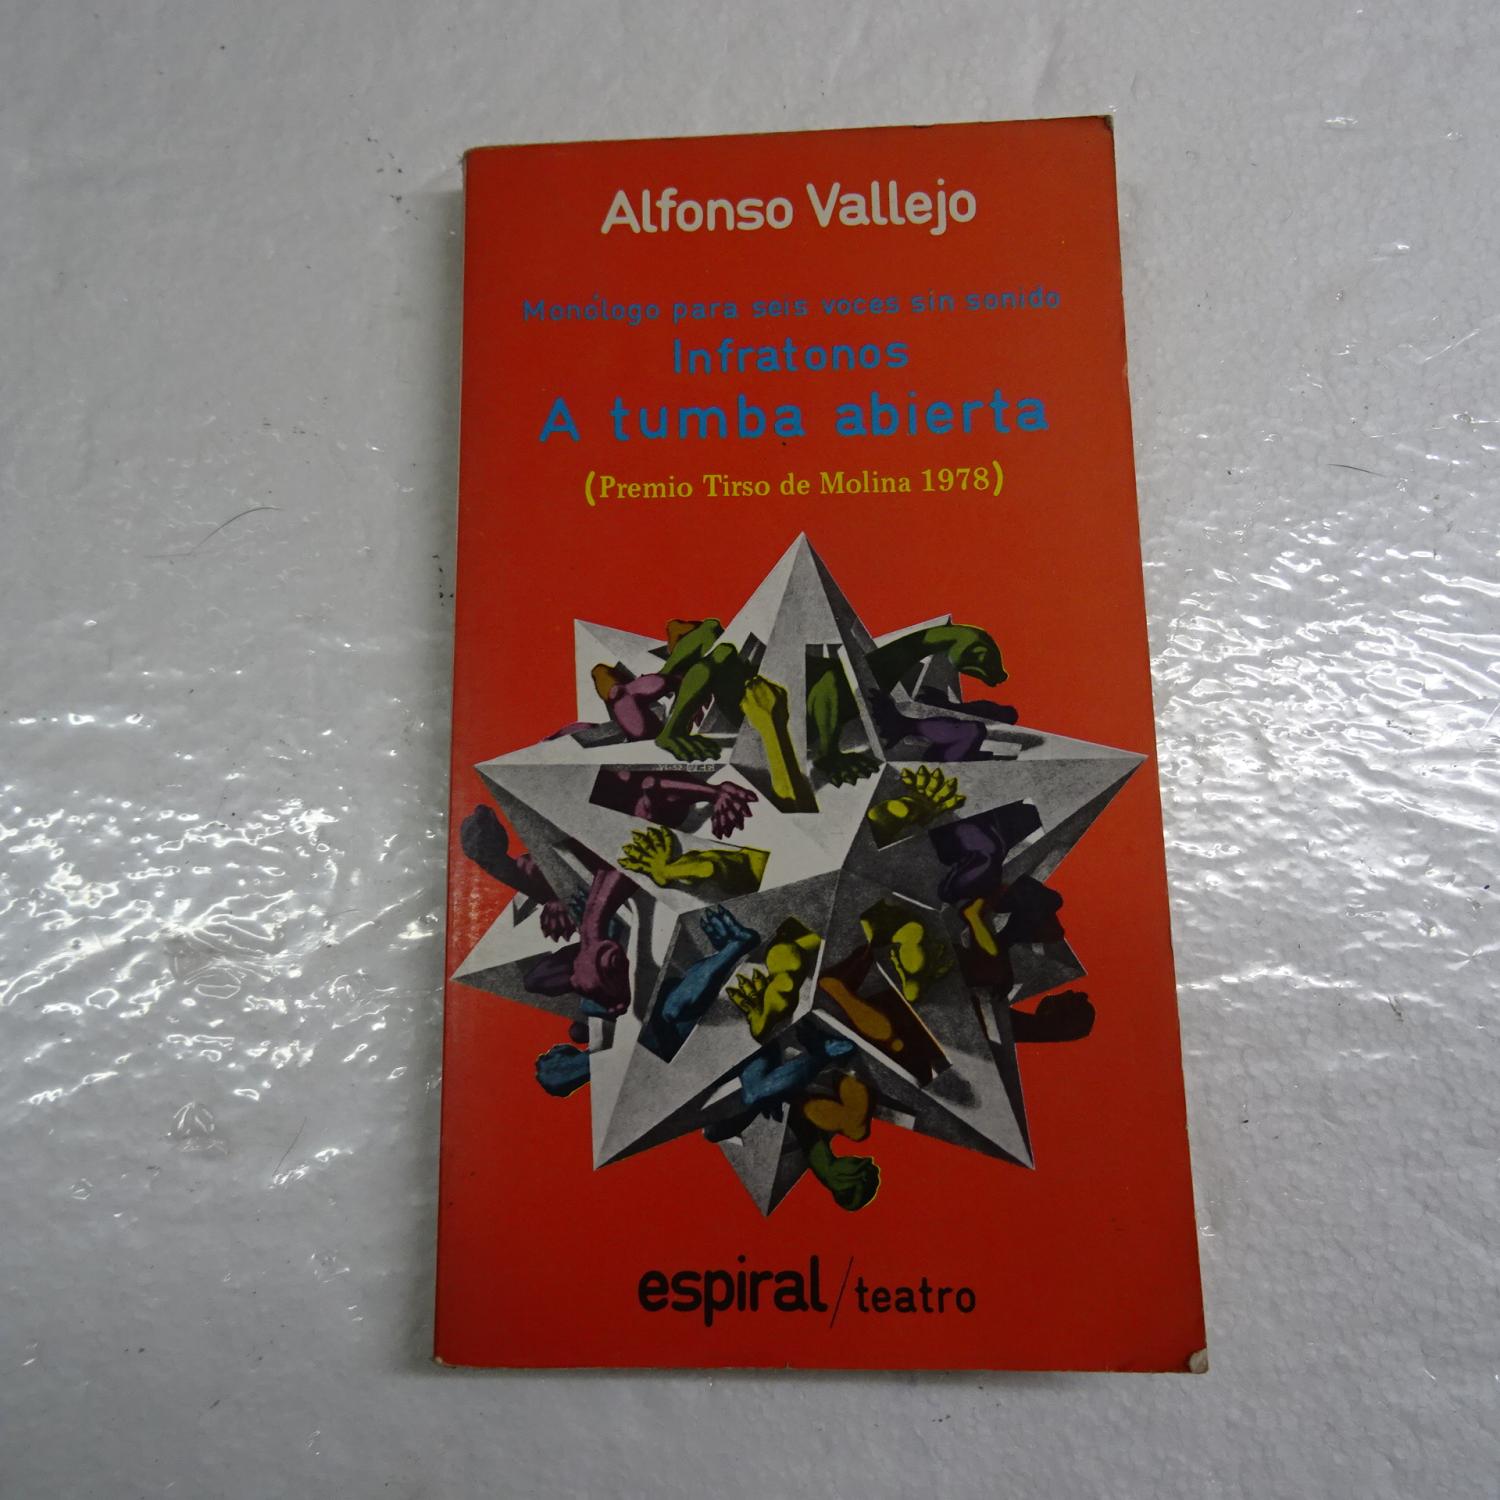 Alfonso Vallejo
Monólogo para seis voces sin sonido
Infratonos
A tumba abierta
(Premio Tirso de Molina 1978)
espiral/teatro